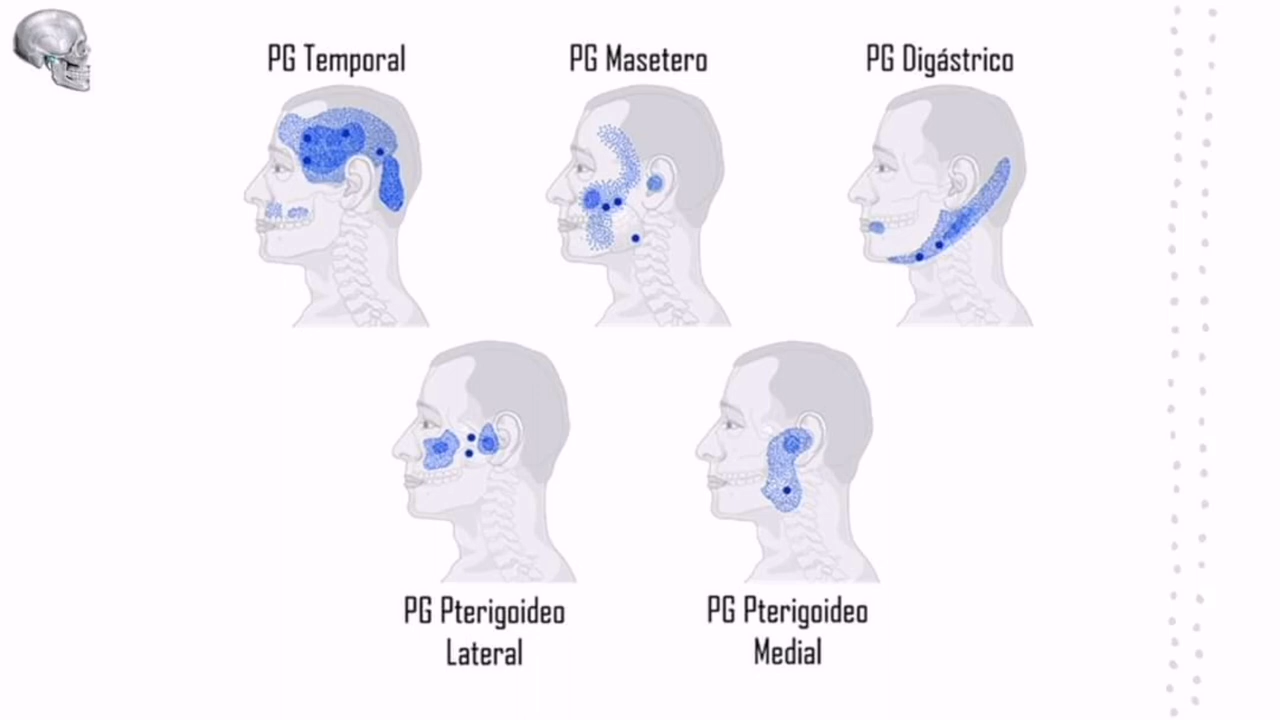 PG Temporal
PG Masetero
PG Digástrico
PG Pterigoideo
Lateral
PG Pterigoideo
Medial